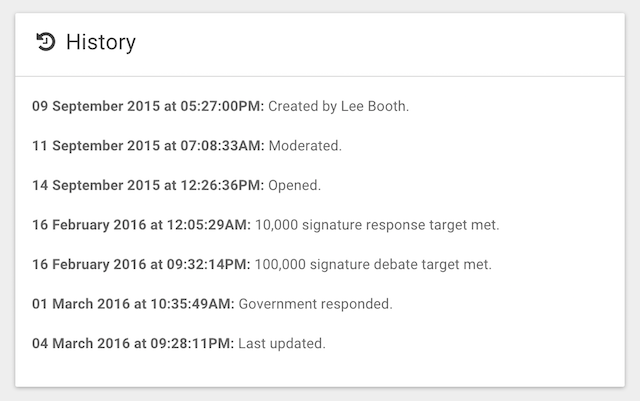 History
09 September 2015 at 05:27:00PM: Created by Lee Booth.
11 September 2015 at 07:08:33AM: Moderated.
14 September 2015 at 12:26:36PM: Opened.
16 February 2016 at 12:05:29AM: 10,000 signature response target met.
16 February 2016 at 09:32:14PM: 100,000 signature debate target met.
01 March 2016 at 10:35:49AM: Government responded.
04 March 2016 at 09:28:11PM: Last updated.